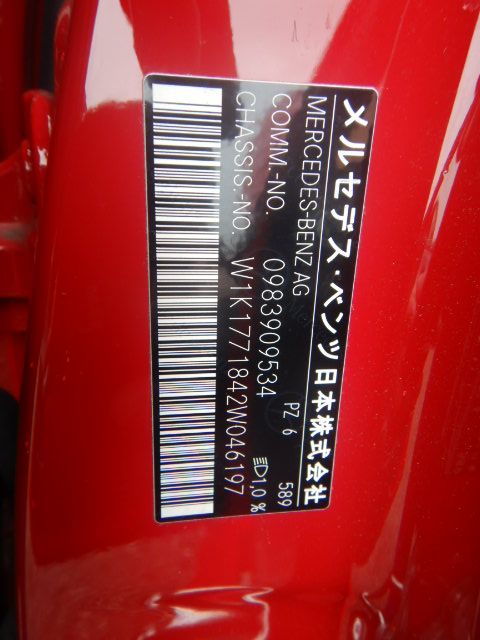 メルセデス・ベンツ日本株式会社
MERCEDES-BENZ AG 589
COMM.-NO. 0983909534 PZ 6 1,0 %
CHASSIS.-NO. W1K1771842W046197